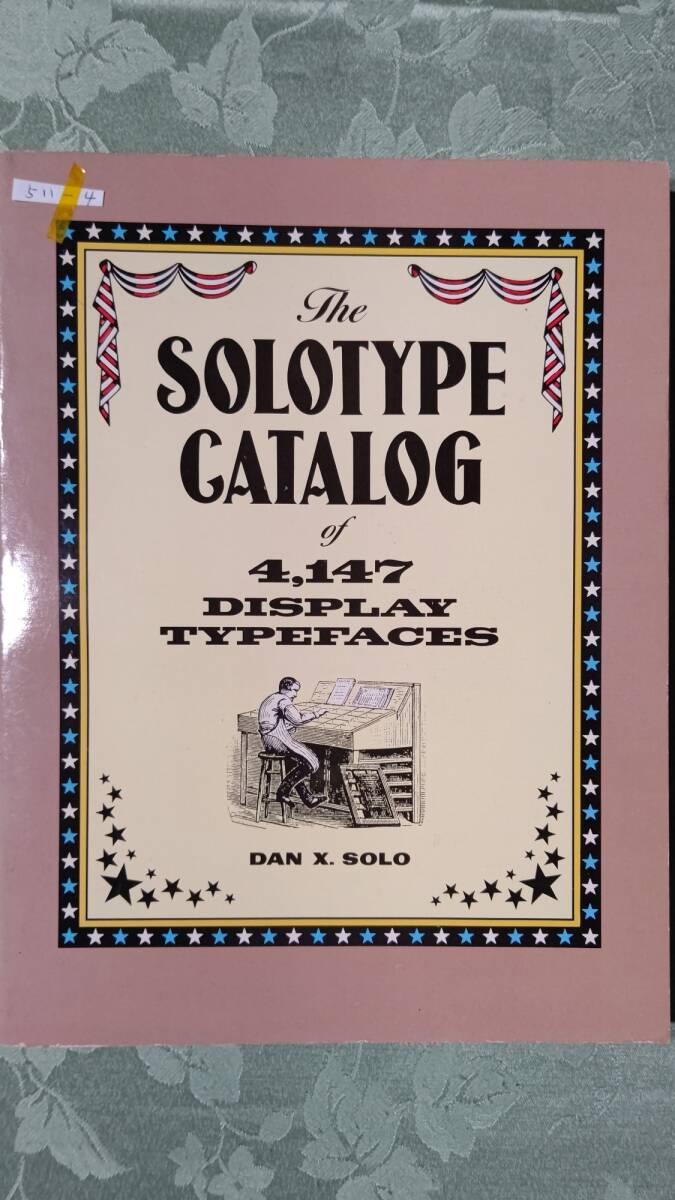 511-4
The
SOLOTYPE
CATALOG
of
4,147
DISPLAY
TYPEFACES
DAN X. SOLO